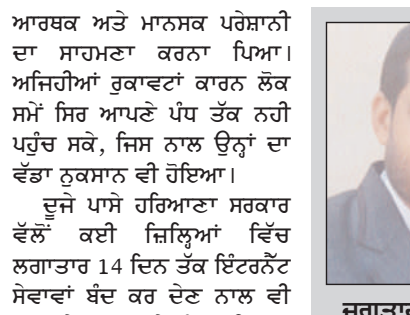 ਆਰਥਕ ਅਤੇ ਮਾਨਸਕ ਪਰੇਸ਼ਾਨੀ
ਦਾ ਸਾਹਮਣਾ ਕਰਨਾ ਪਿਆ।
ਅਜਿਹੀਆਂ ਰੁਕਾਵਟਾਂ ਕਾਰਨ ਲੋਕ
ਸਮੇਂ ਸਿਰ ਆਪਣੇ ਪੰਧ ਤੱਕ ਨਹੀ
ਪਹੁੰਚ ਸਕੇ, ਜਿਸ ਨਾਲ ਉਨ੍ਹਾਂ ਦਾ
ਵੱਡਾ ਨੁਕਸਾਨ ਵੀ ਹੋਇਆ।
ਦੂਜੇ ਪਾਸੇ ਹਰਿਆਣਾ ਸਰਕਾਰ
ਵੱਲੋਂ ਕਈ ਜ਼ਿਲ੍ਹਿਆਂ ਵਿੱਚ
ਲਗਾਤਾਰ 14 ਦਿਨ ਤੱਕ ਇੰਟਰਨੈੱਟ
ਸੇਵਾਵਾਂ ਬੰਦ ਕਰ ਦੇਣ ਨਾਲ ਵੀ